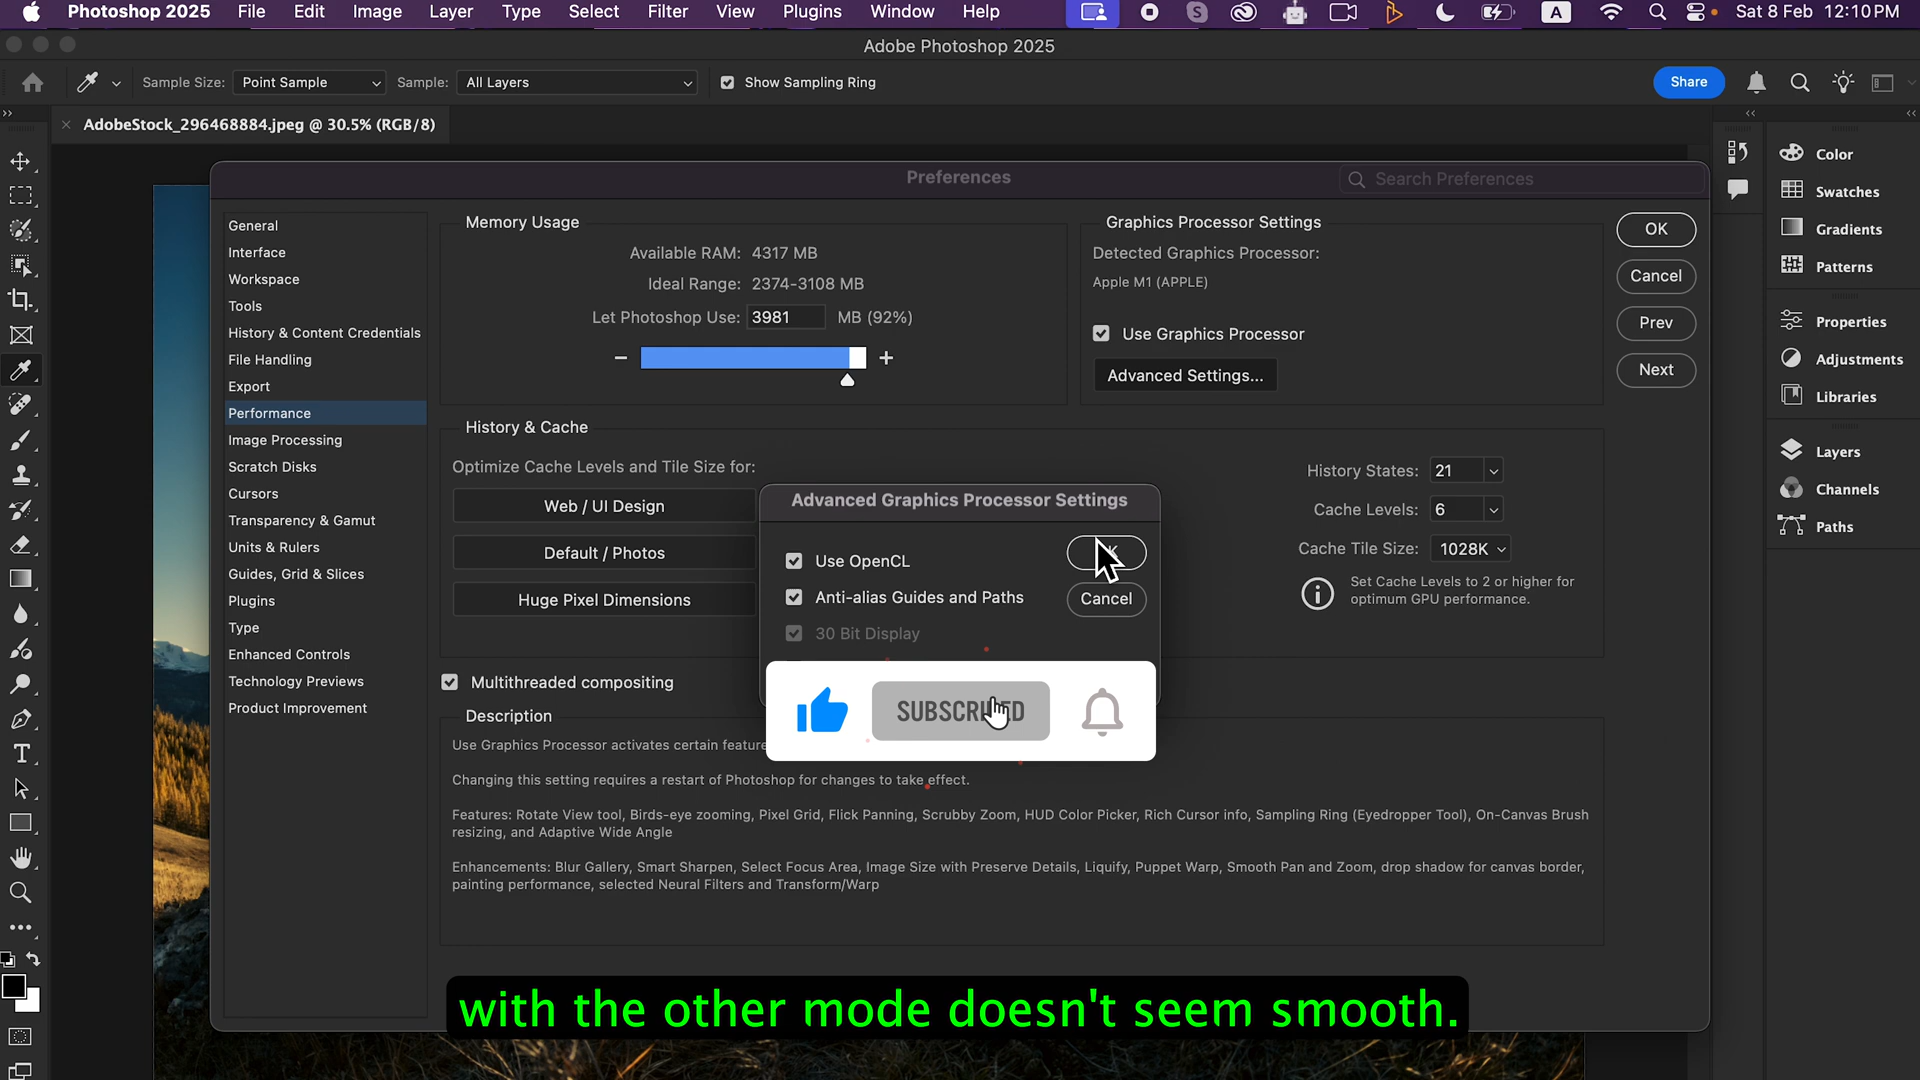 Photoshop 2025 File Edit Image Layer Type Select Filter View Plugins Window Help A Sat 8 Feb 12:10 PM
Adobe Photoshop 2025
Sample Size: Point Sample Sample: All Layers Show Sampling Ring Share
AdobeStock_296468884.jpeg @ 30.5% (RGB/8)
Preferences
Search Preferences
General
Interface
Workspace
Tools
History & Content Credentials
File Handling
Export
Performance
Image Processing
Scratch Disks
Cursors
Transparency & Gamut
Units & Rulers
Guides, Grid & Slices
Plugins
Type
Enhanced Controls
Technology Previews
Product Improvement
Memory Usage
Available RAM: 4317 MB
Ideal Range: 2374-3108 MB
Let Photoshop Use: 3981 MB (92%)
Graphics Processor Settings
Detected Graphics Processor:
Apple M1 (APPLE)
Use Graphics Processor
Advanced Settings...
OK
Cancel
Prev
Next
History & Cache
Optimize Cache Levels and Tile Size for:
Web / UI Design
Default / Photos
Huge Pixel Dimensions
History States: 21
Cache Levels: 6
Cache Tile Size: 1028K
Set Cache Levels to 2 or higher for
optimum GPU performance.
Advanced Graphics Processor Settings
Use OpenCL
Anti-alias Guides and Paths
30 Bit Display
Cancel
Multithreaded compositing
SUBSCRIBED
Description
Use Graphics Processor activates certain
Changing this setting requires a restart of Photoshop for changes to take effect.
Features: Rotate View tool, Birds-eye zooming, Pixel Grid, Flick Panning, Scrubby Zoom, HUD Color Picker, Rich Cursor info, Sampling Ring (Eyedropper Tool), On-Canvas Brush
resizing, and Adaptive Wide Angle
Enhancements: Blur Gallery, Smart Sharpen, Select Focus Area, Image Size with Preserve Details, Liquify, Puppet Warp, Smooth Pan and Zoom, drop shadow for canvas border,
painting performance, selected Neural Filters and Transform/Warp
Color
Swatches
Gradients
Patterns
Properties
Adjustments
Libraries
Layers
Channels
Paths
with the other mode doesn't seem smooth.